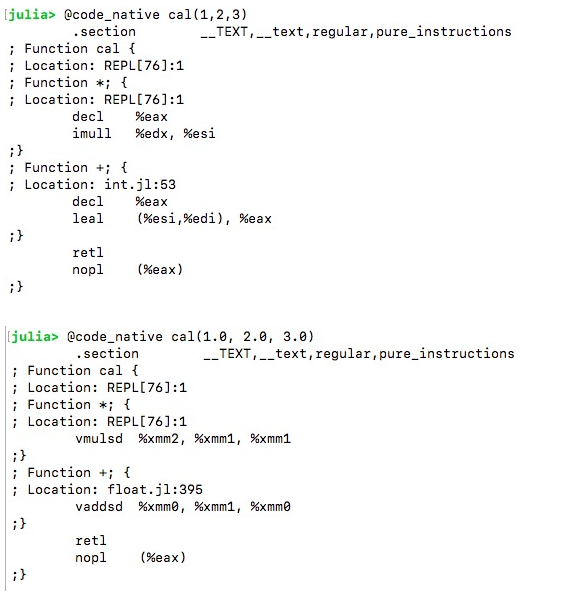 [julia> @code_native cal(1,2,3)
        .section        __TEXT,__text,regular,pure_instructions
; Function cal {
; Location: REPL[76]:1
; Function *; {
; Location: REPL[76]:1
        decl    %eax
        imull   %edx, %esi
;}
; Function +; {
; Location: int.jl:53
        decl    %eax
        leal    (%esi,%edi), %eax
;}
        retl
        nopl    (%eax)
;}
[julia> @code_native cal(1.0, 2.0, 3.0)
        .section        __TEXT,__text,regular,pure_instructions
; Function cal {
; Location: REPL[76]:1
; Function *; {
; Location: REPL[76]:1
        vmulsd  %xmm2, %xmm1, %xmm1
;}
; Function +; {
; Location: float.jl:395
        vaddsd  %xmm0, %xmm1, %xmm0
;}
        retl
        nopl    (%eax)
;}